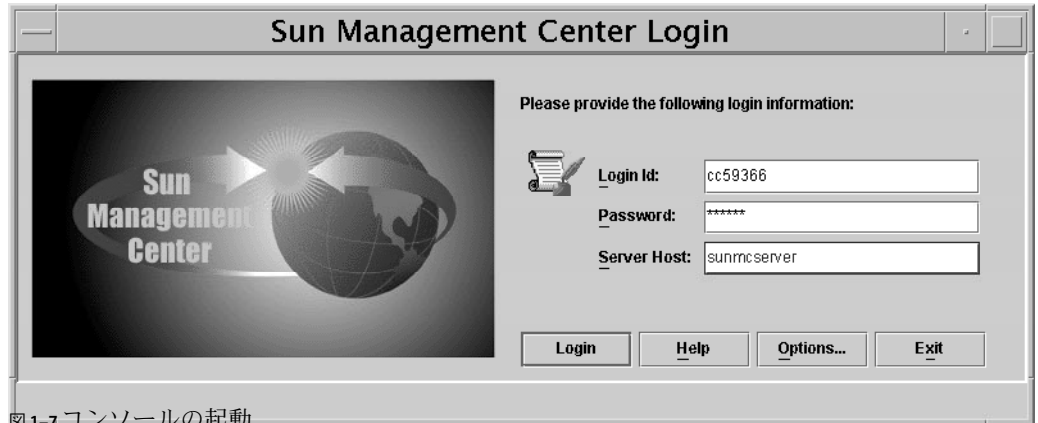 Sun Management Center Login
Sun
Management
Center
Please provide the following login information:
Login Id: cc59366
Password: ******
Server Host: sunmcserver
Login Help Options... Exit
図 1-7 コンソールの起動